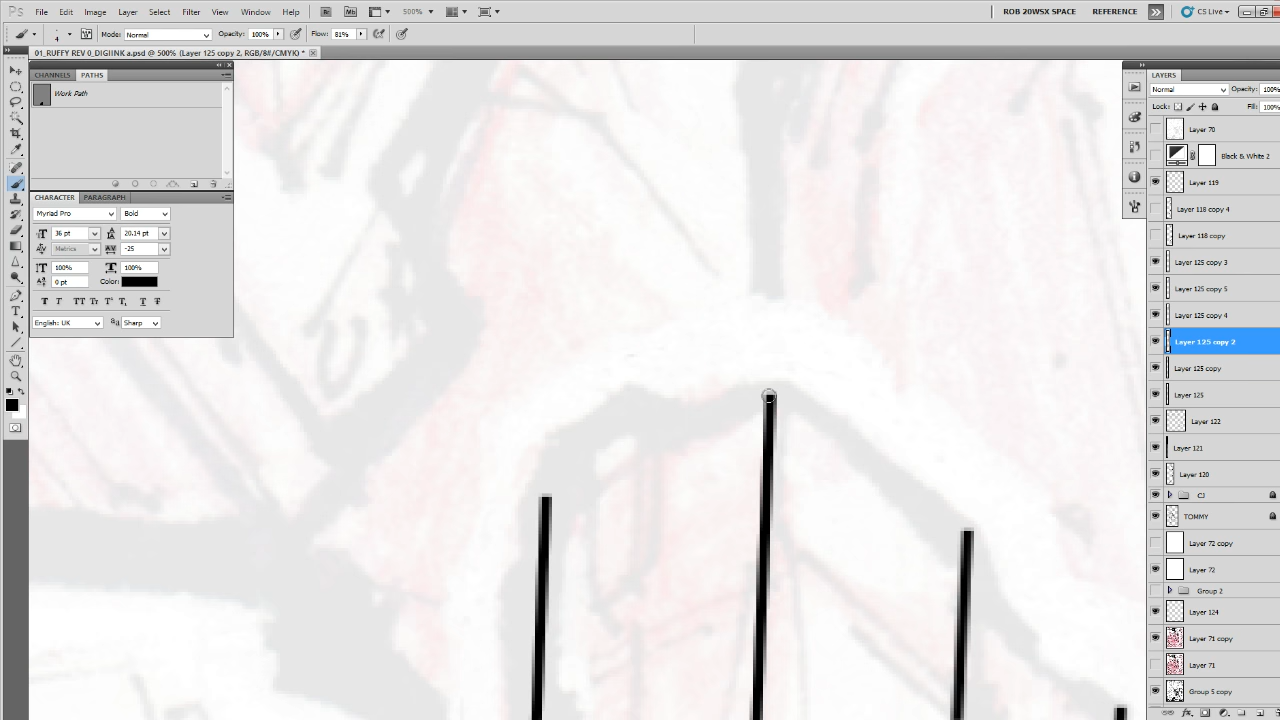 Ps File Edit Image Layer Select Filter View Window Help Br Mb 500% ROB 20WSX SPACE REFERENCE CS Live
4 Mode: Normal Opacity: 100% Flow: 81%
01_RUFFY REV 0_DIGIINK a.psd @ 500% (Layer 125 copy 2, RGB/8#/CMYK) *
CHANNELS PATHS
Work Path
CHARACTER PARAGRAPH
Myriad Pro Bold
36 pt 20.14 pt
Metrics -25
100% 100%
0 pt Color:
English: UK Sharp
LAYERS
Normal Opacity: 100%
Lock: Fill: 100%
Layer 70
Black & White 2
Layer 119
Layer 118 copy 4
Layer 118 copy
Layer 125 copy 3
Layer 125 copy 5
Layer 125 copy 4
Layer 125 copy 2
Layer 125 copy
Layer 125
Layer 122
Layer 121
Layer 120
CJ
TOMMY
Layer 72 copy
Layer 72
Group 2
Layer 124
Layer 71 copy
Layer 71
Group 5 copy